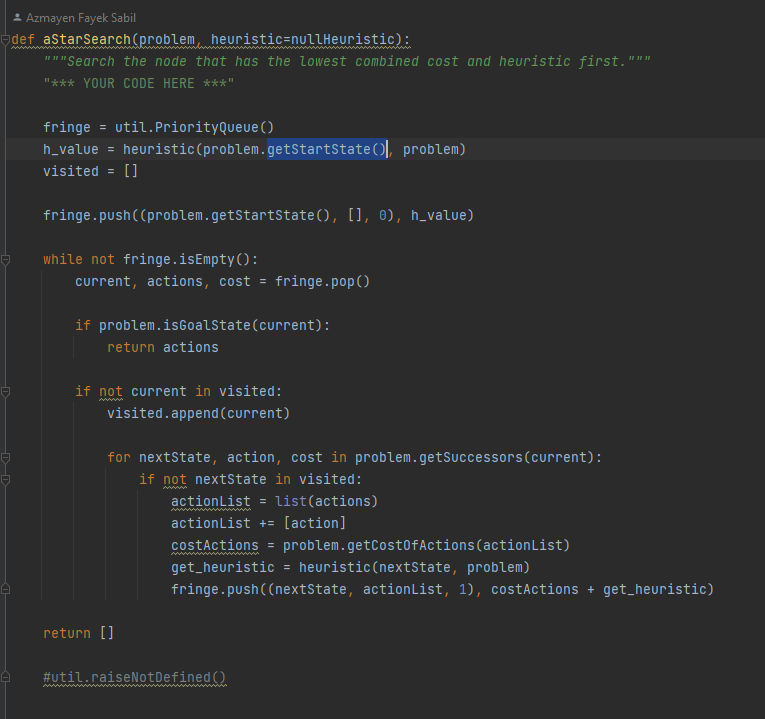 Azmayen Fayek Sabil
def aStarSearch(problem, heuristic=nullHeuristic):
    """Search the node that has the lowest combined cost and heuristic first."""
    "*** YOUR CODE HERE ***"
    fringe = util.PriorityQueue()
    h_value = heuristic(problem.getStartState(), problem)
    visited = []
    fringe.push((problem.getStartState(), [], 0), h_value)
    while not fringe.isEmpty():
        current, actions, cost = fringe.pop()
        if problem.isGoalState(current):
            return actions
        if not current in visited:
            visited.append(current)
            for nextState, action, cost in problem.getSuccessors(current):
                if not nextState in visited:
                    actionList = list(actions)
                    actionList += [action]
                    costActions = problem.getCostOfActions(actionList)
                    get_heuristic = heuristic(nextState, problem)
                    fringe.push((nextState, actionList, 1), costActions + get_heuristic)
    return []
    #util.raiseNotDefined()